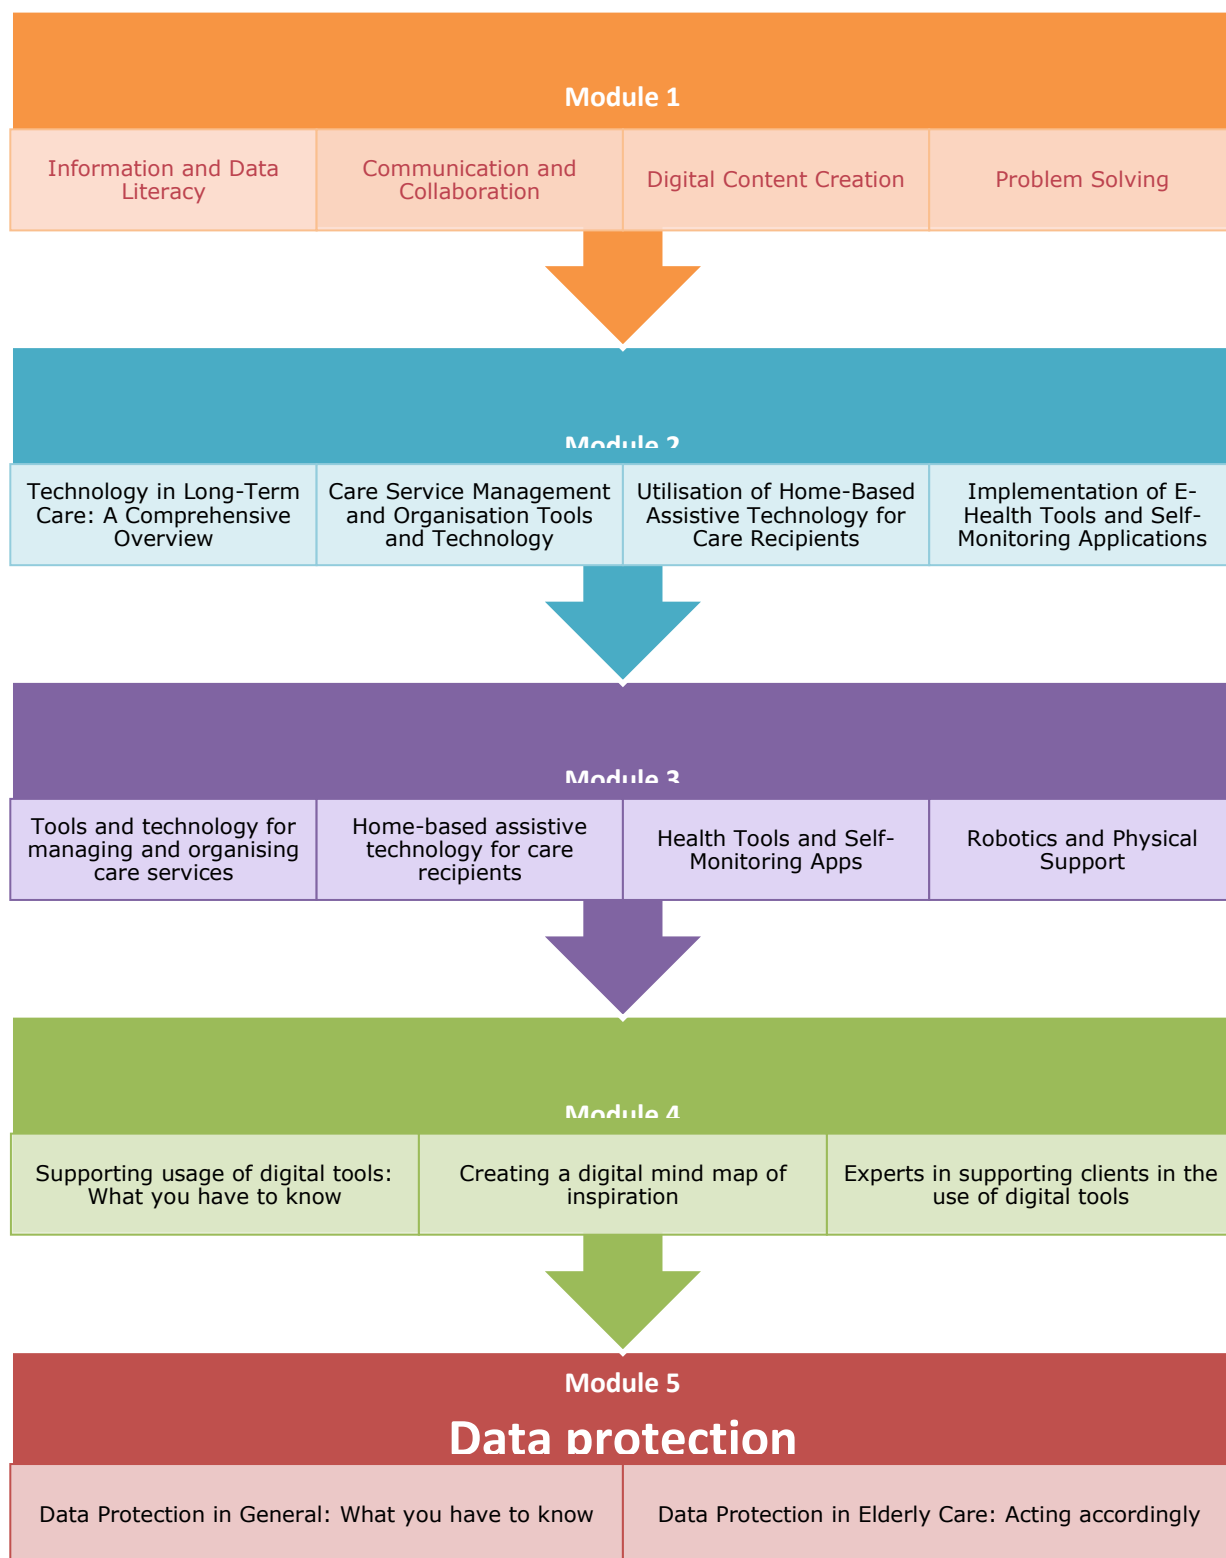 Module 1
Information and Data
Literacy
Communication and
Collaboration
Digital Content Creation
Problem Solving
Module 2
Technology in Long-Term
Care: A Comprehensive
Overview
Care Service Management
and Organisation Tools
and Technology
Utilisation of Home-Based
Assistive Technology for
Care Recipients
Implementation of E-
Health Tools and Self-
Monitoring Applications
Module 3
Tools and technology for
managing and organising
care services
Home-based assistive
technology for care
recipients
Health Tools and Self-
Monitoring Apps
Robotics and Physical
Support
Module 4
Supporting usage of digital tools:
What you have to know
Creating a digital mind map of
inspiration
Experts in supporting clients in the
use of digital tools
Module 5
Data protection
Data Protection in General: What you have to know
Data Protection in Elderly Care: Acting accordingly